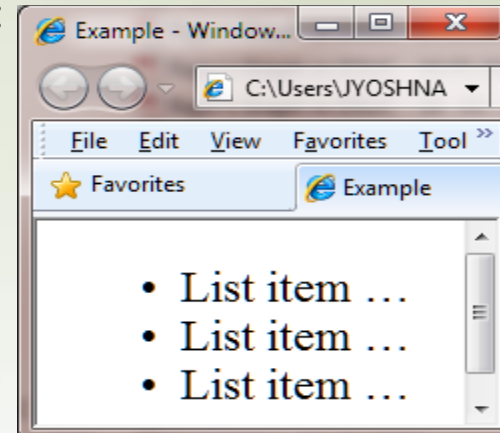 Example - Window...
C:\Users\JYOSHNA
File Edit View Favorites Tool »
Favorites Example
• List item …
• List item …
• List item …